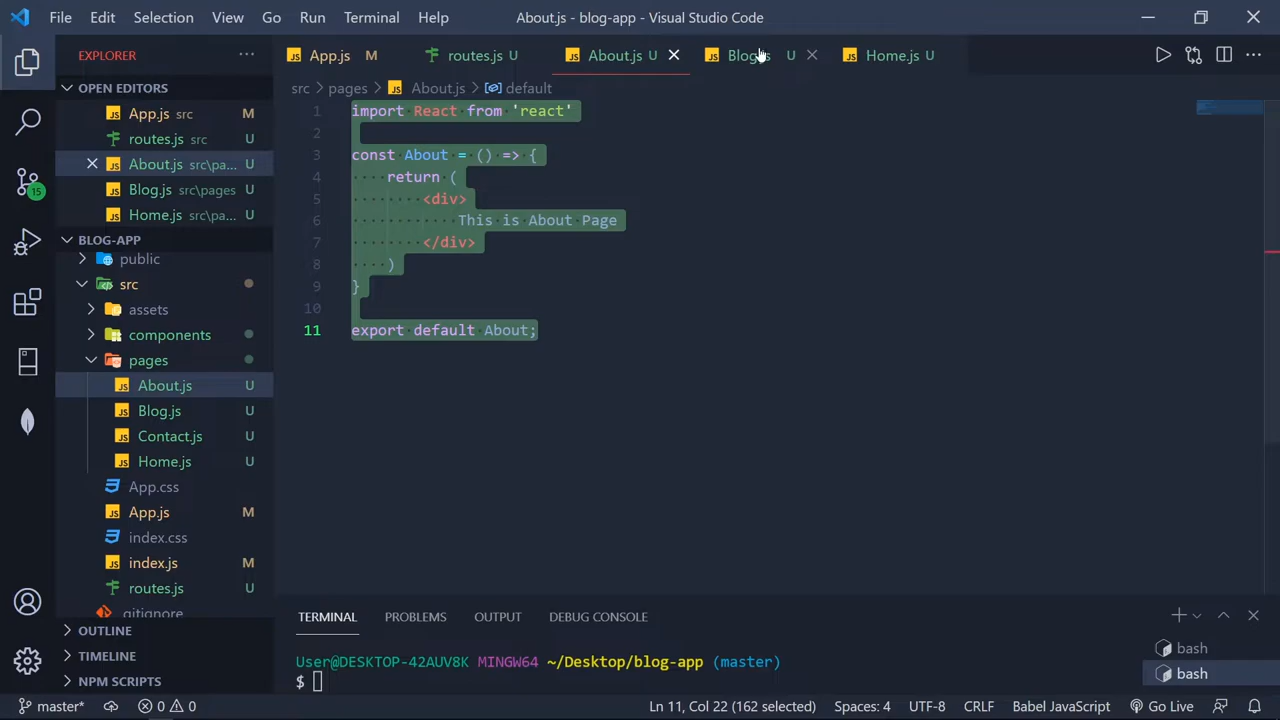 File Edit Selection View Go Run Terminal Help About.js - blog-app - Visual Studio Code
EXPLORER
App.js M routes.js U About.js U Blog.js U Home.js U
OPEN EDITORS
src pages About.js default
App.js src M
routes.js src U
About.js src\pa... U
Blog.js src\pages U
Home.js src\pa... U
BLOG-APP
public
src
assets
components
pages
About.js U
Blog.js U
Contact.js U
Home.js U
App.css
App.js M
index.css
index.js M
routes.js U
.gitignore
OUTLINE
TIMELINE
NPM SCRIPTS
15
1 import React from 'react'
2
3 const About = () => {
4 return (
5 <div>
6 This is About Page
7 </div>
8 )
9 }
10
11 export default About;
TERMINAL PROBLEMS OUTPUT DEBUG CONSOLE
User@DESKTOP-42AUV8K MINGW64 ~/Desktop/blog-app (master)
$
bash
bash
master* 0 0 Ln 11, Col 22 (162 selected) Spaces: 4 UTF-8 CRLF Babel JavaScript Go Live